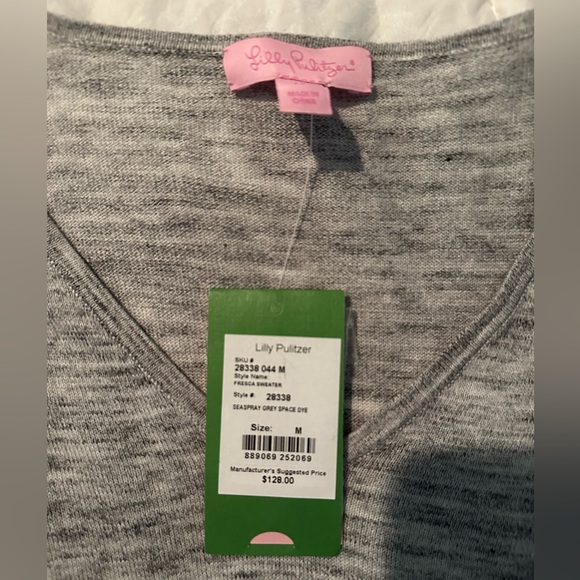 Lilly Pulitzer®
MADE IN
CHINA
Lilly Pulitzer
SKU #
28338 044 M
Style Name:
FRESCA SWEATER
Style #: 28338
SEASPRAY GREY SPACE DYE
Size: M
889069 252069
Manufacturer's Suggested Price
$128.00